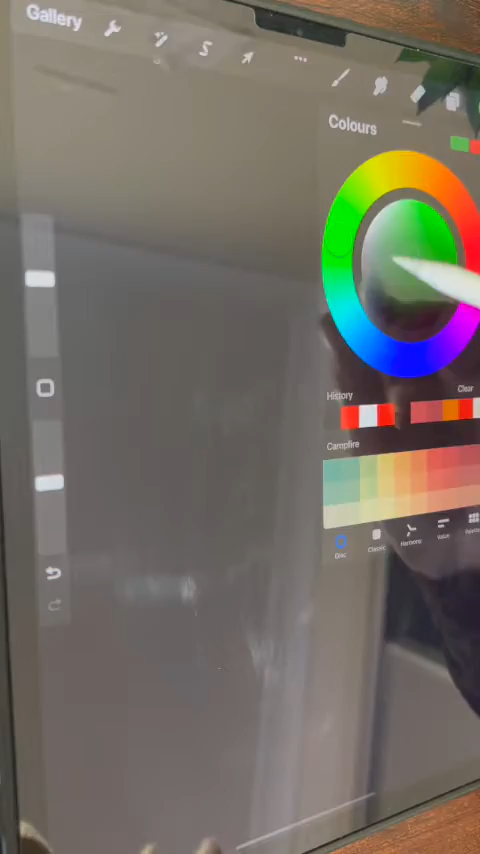 Gallery
Colours
History
Clear
Campfire
Disc
Classic
Harmony
Value